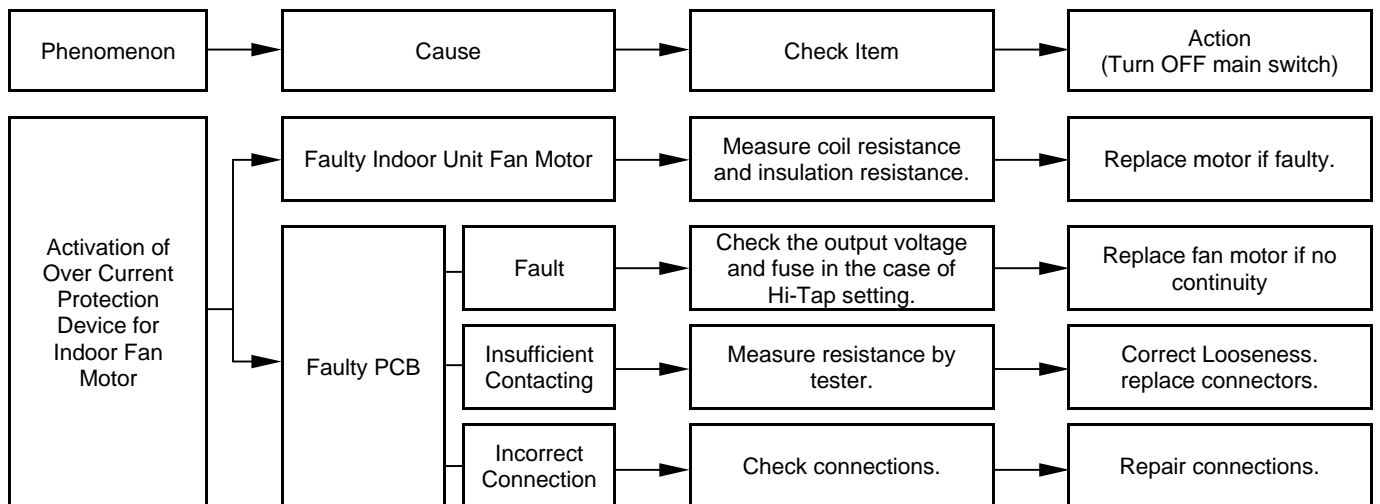 Phenomenon
Cause
Check Item
Action
(Turn OFF main switch)
Activation of
Over Current
Protection
Device for
Indoor Fan
Motor
Faulty Indoor Unit Fan Motor
Measure coil resistance
and insulation resistance.
Replace motor if faulty.
Faulty PCB
Fault
Check the output voltage
and fuse in the case of
Hi-Tap setting.
Replace fan motor if no
continuity
Insufficient
Contacting
Measure resistance by
tester.
Correct Looseness.
replace connectors.
Incorrect
Connection
Check connections.
Repair connections.